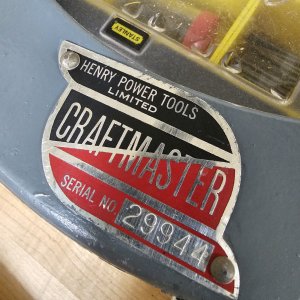 STANLEY
HENRY POWER TOOLS
LIMITED
CRAFTMASTER
SERIAL NO. 29944